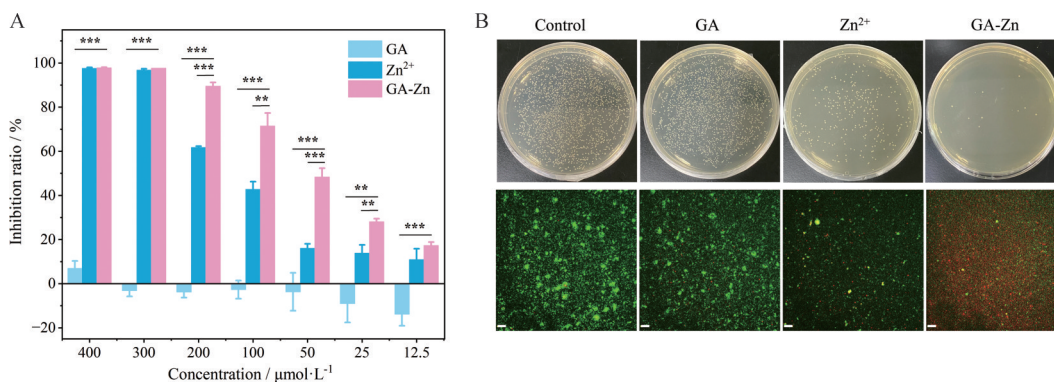 A
***
***
***
***
***
**
***
***
**
**
***
GA
Zn²⁺
GA-Zn
100
80
60
40
20
0
−20
Inhibition ratio / %
400
300
200
100
50
25
12.5
Concentration / μmol·L⁻¹
B
Control
GA
Zn²⁺
GA-Zn